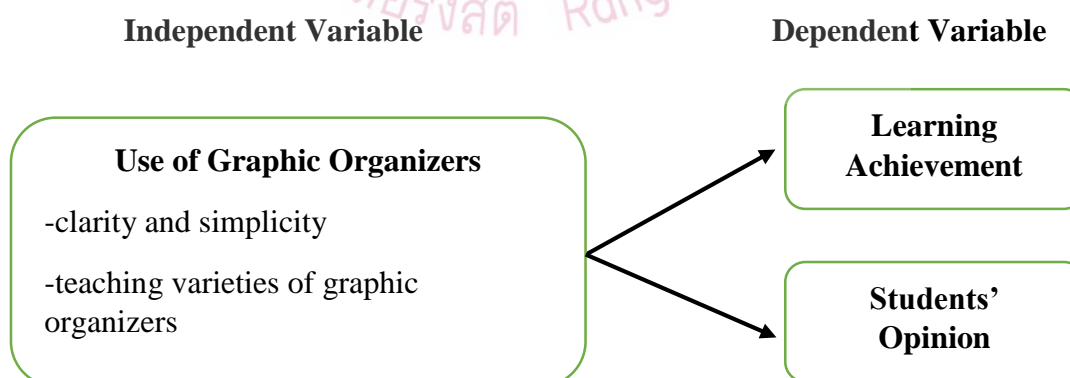 Independent Variable
Dependent Variable
Use of Graphic Organizers
-clarity and simplicity
-teaching varieties of graphic
organizers
Learning
Achievement
Students’
Opinion